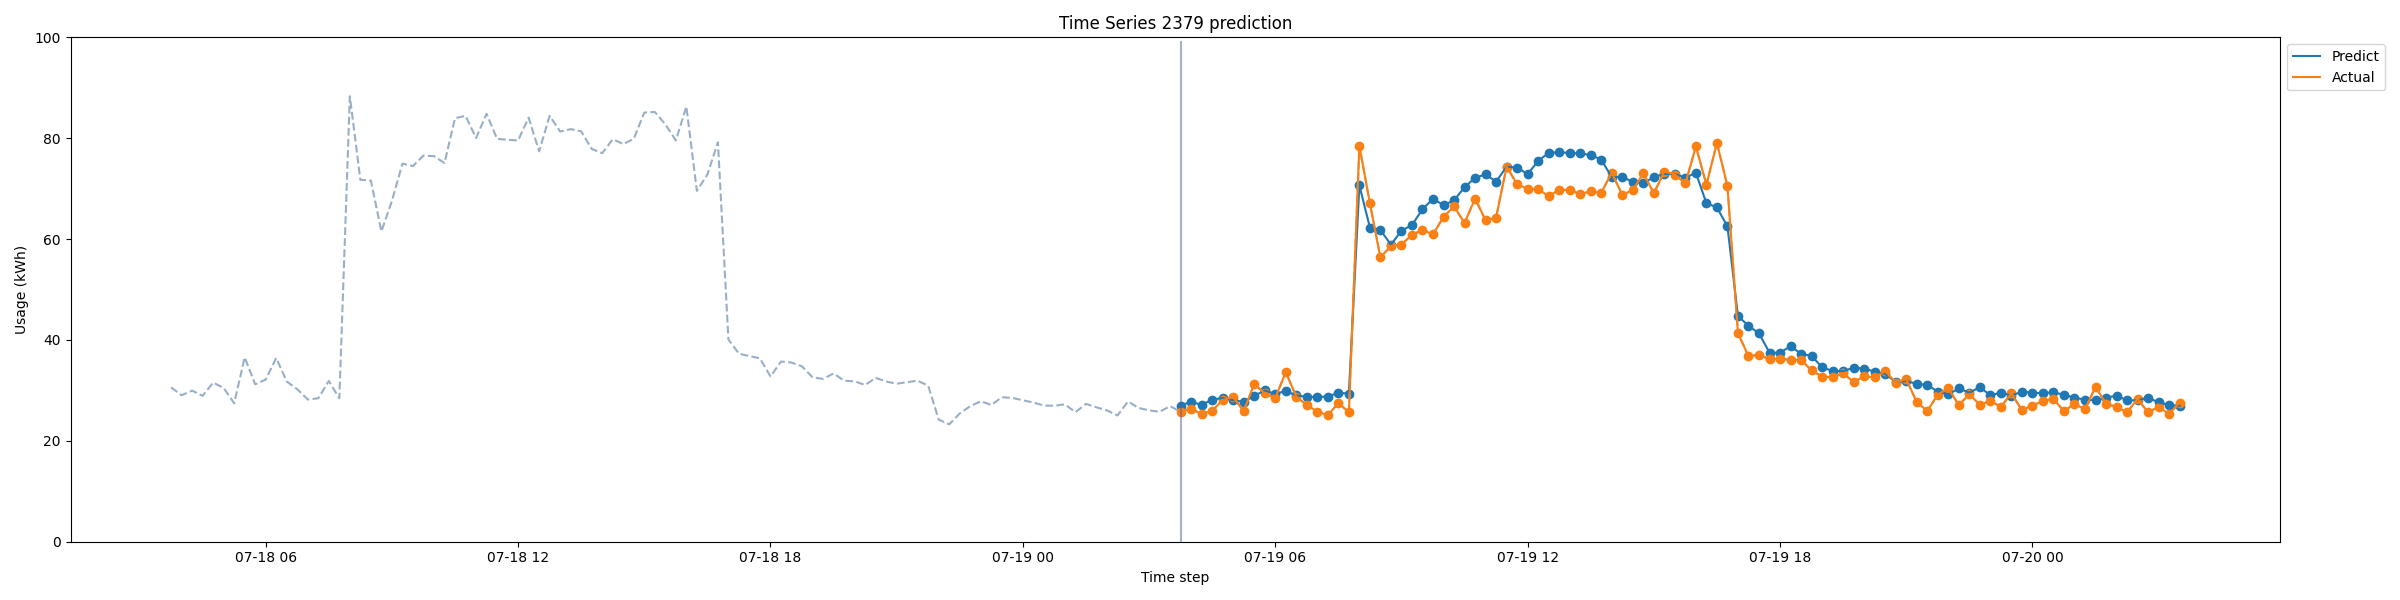 Time Series 2379 prediction
100
80
60
40
20
0
Usage (kWh)
07-18 06
07-18 12
07-18 18
07-19 00
07-19 06
07-19 12
07-19 18
07-20 00
Time step
Predict
Actual